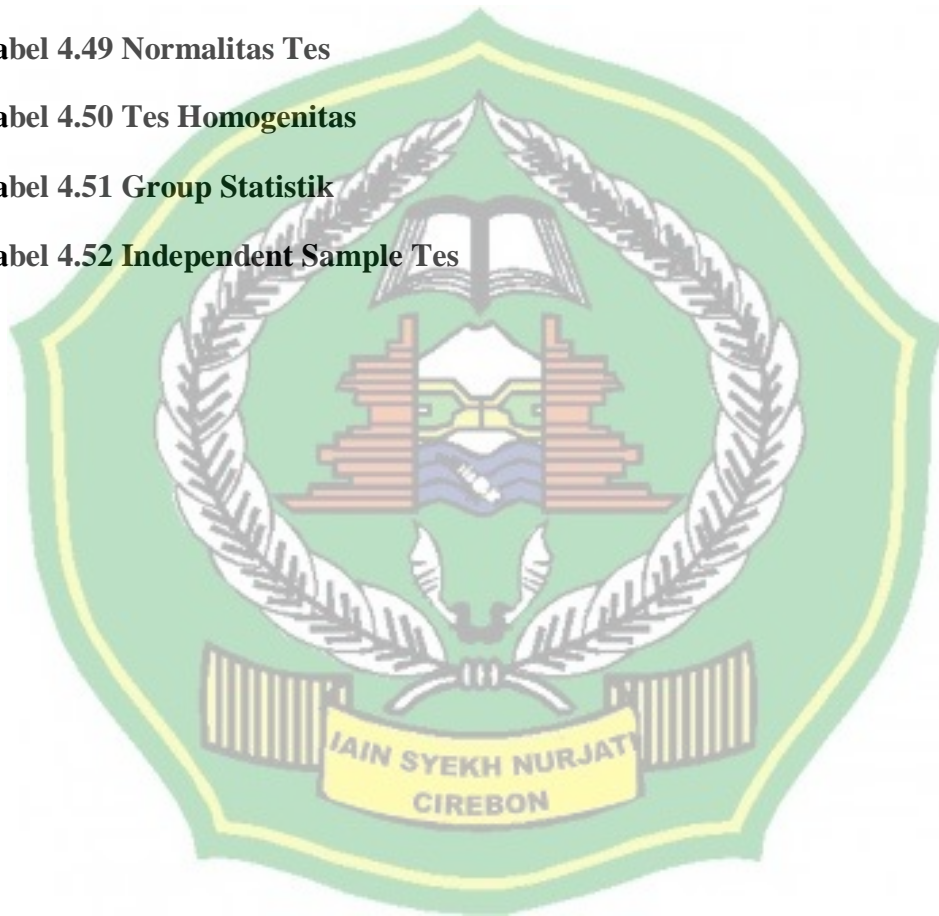 abel 4.49 Normalitas Tes
abel 4.50 Tes Homogenitas
abel 4.51 Group Statistik
abel 4.52 Independent Sample Tes
IAIN SYEKH NURJATI
CIREBON